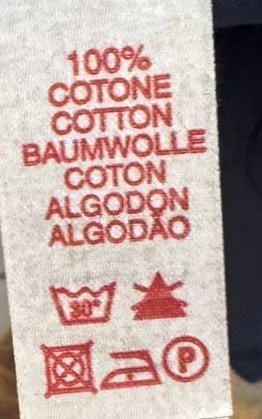 100%
COTONE
COTTON
BAUMWOLLE
COTON
ALGODON
ALGODÃO
30°
P